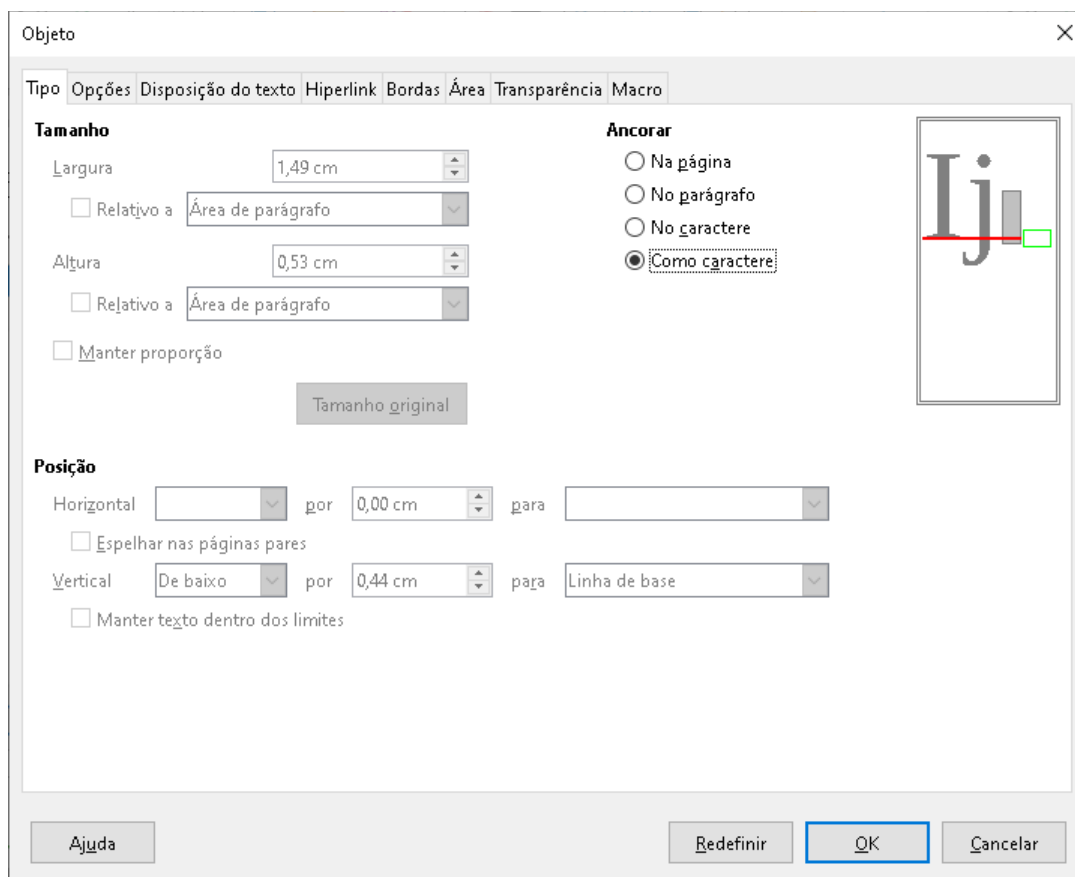 Objeto
Tipo Opções Disposição do texto Hiperlink Bordas Área Transparência Macro
Tamanho
Largura 1,49 cm
Relativo a Área de parágrafo
Altura 0,53 cm
Relativo a Área de parágrafo
Manter proporção
Tamanho original
Ancorar
Na página
No parágrafo
No caractere
Como caractere
Ij
Posição
Horizontal por 0,00 cm para
Espelhar nas páginas pares
Vertical De baixo por 0,44 cm para Linha de base
Manter texto dentro dos limites
Ajuda Redefinir OK Cancelar